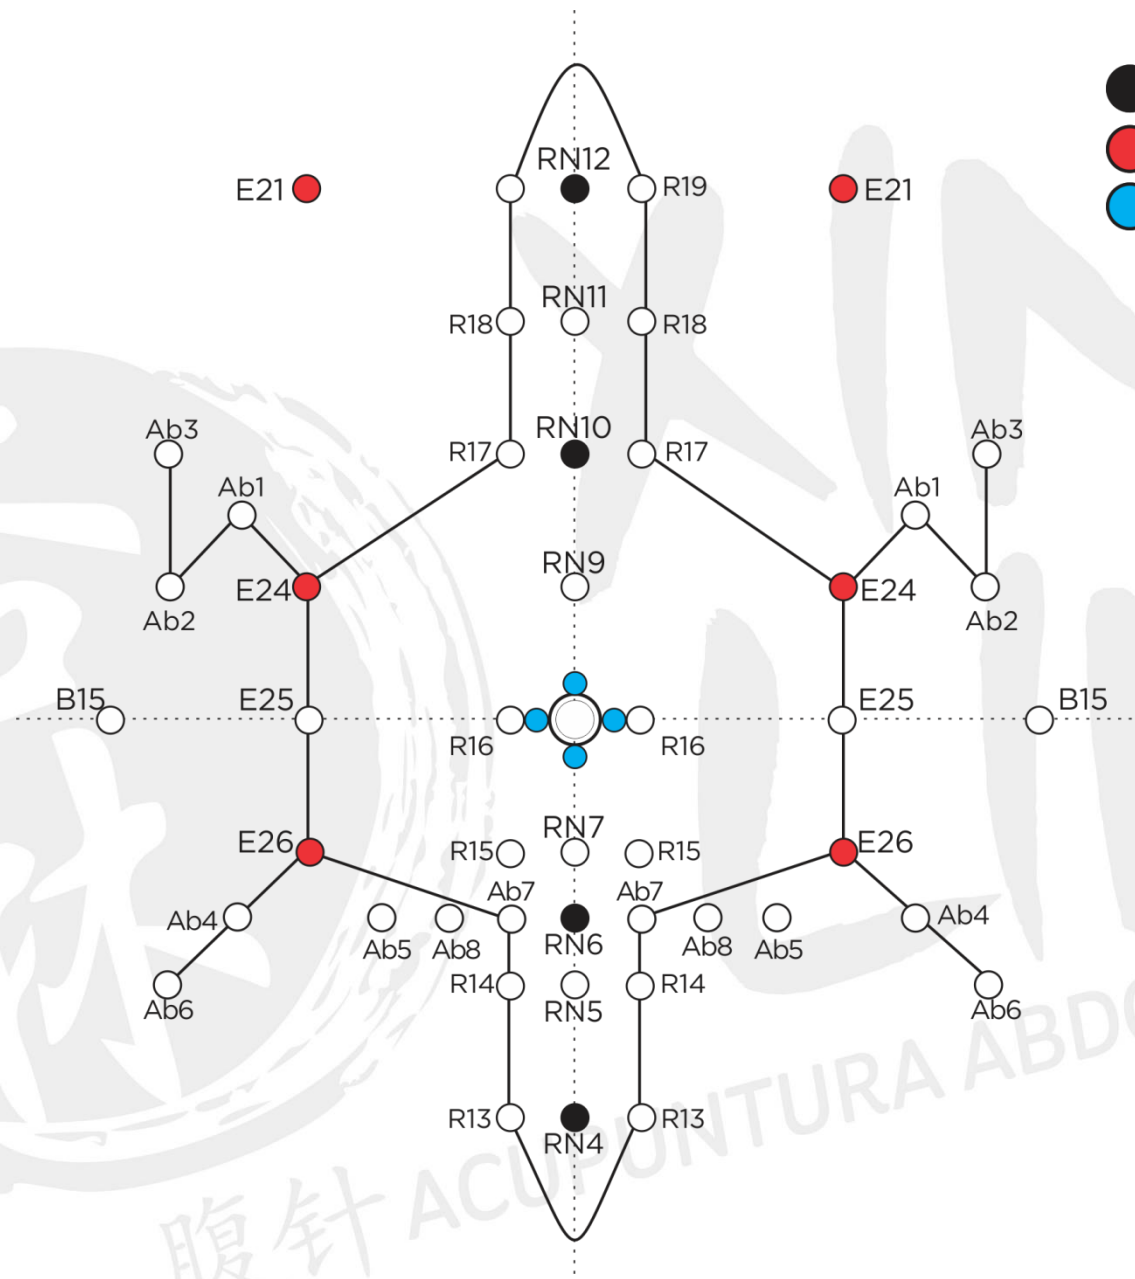 RN12
E21
R19
E21
RN11
R18
R18
RN10
R17
R17
Ab3
Ab3
Ab1
Ab1
RN9
E24
E24
Ab2
Ab2
B15
E25
E25
B15
R16
R16
RN7
E26
E26
R15
R15
Ab7
Ab7
Ab4
Ab4
RN6
Ab5
Ab8
Ab8
Ab5
R14
R14
RN5
Ab6
Ab6
R13
R13
RN4
腹针 ACUPUNTURA ABDO